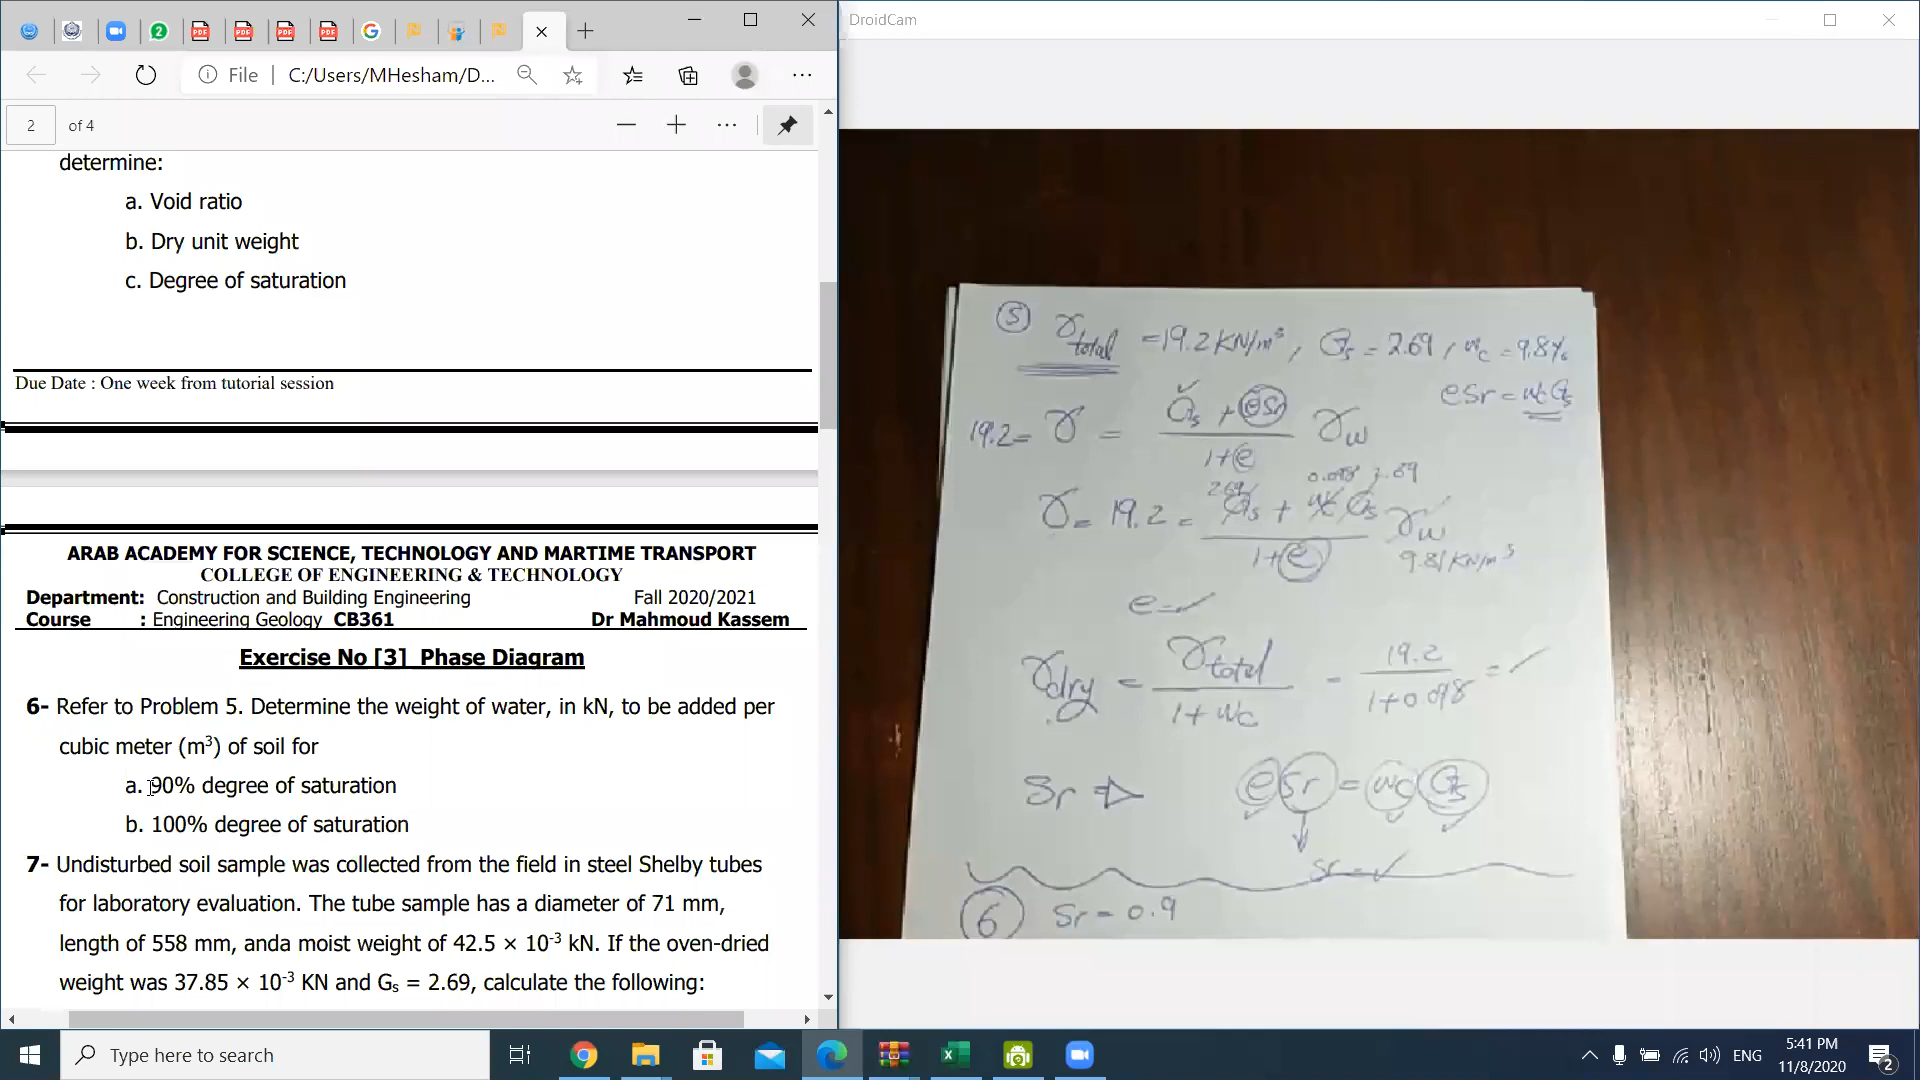 DroidCam
File
C:/Users/MHesham/D...
2 of 4
determine:
a. Void ratio
b. Dry unit weight
c. Degree of saturation
Due Date : One week from tutorial session
ARAB ACADEMY FOR SCIENCE, TECHNOLOGY AND MARTIME TRANSPORT
COLLEGE OF ENGINEERING & TECHNOLOGY
Department: Construction and Building Engineering Fall 2020/2021
Course : Engineering Geology CB361 Dr Mahmoud Kassem
Exercise No [3] Phase Diagram
6- Refer to Problem 5. Determine the weight of water, in kN, to be added per
cubic meter (m³) of soil for
a. 90% degree of saturation
b. 100% degree of saturation
7- Undisturbed soil sample was collected from the field in steel Shelby tubes
for laboratory evaluation. The tube sample has a diameter of 71 mm,
length of 558 mm, anda moist weight of 42.5 × 10⁻³ kN. If the oven-dried
weight was 37.85 × 10⁻³ KN and Gₛ = 2.69, calculate the following:
5 γtotal = 19.2 KN/m³, Gs = 2.69, wc = 9.8%
eSr = wc Gs
19.2 = γ = Gs + eSr / 1+e γw
0.098 2.69
2.69
γ = 19.2 = Gs + wc Gs / 1+e γw
9.81 KN/m³
e = ✓
γdry = γtotal / 1+wc = 19.2 / 1+0.098 = ✓
Sr ⇒ e Sr = wc Gs
Sr = ✓
6 Sr = 0.9
Type here to search
ENG
5:41 PM
11/8/2020
2